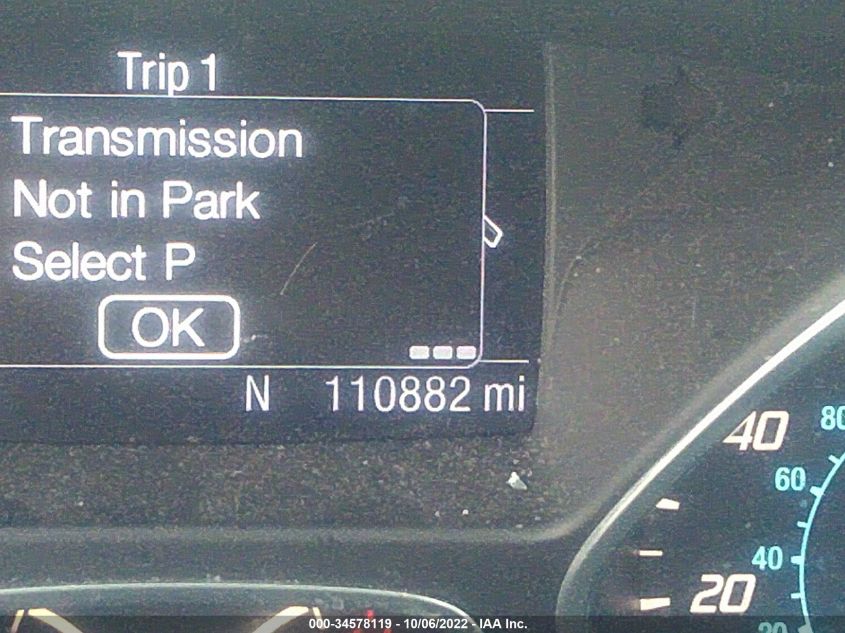 Trip 1
Transmission
Not in Park
Select P
OK
N 110882 mi
40
80
60
40
20
20
000-34578119 - 10/06/2022 - IAA Inc.